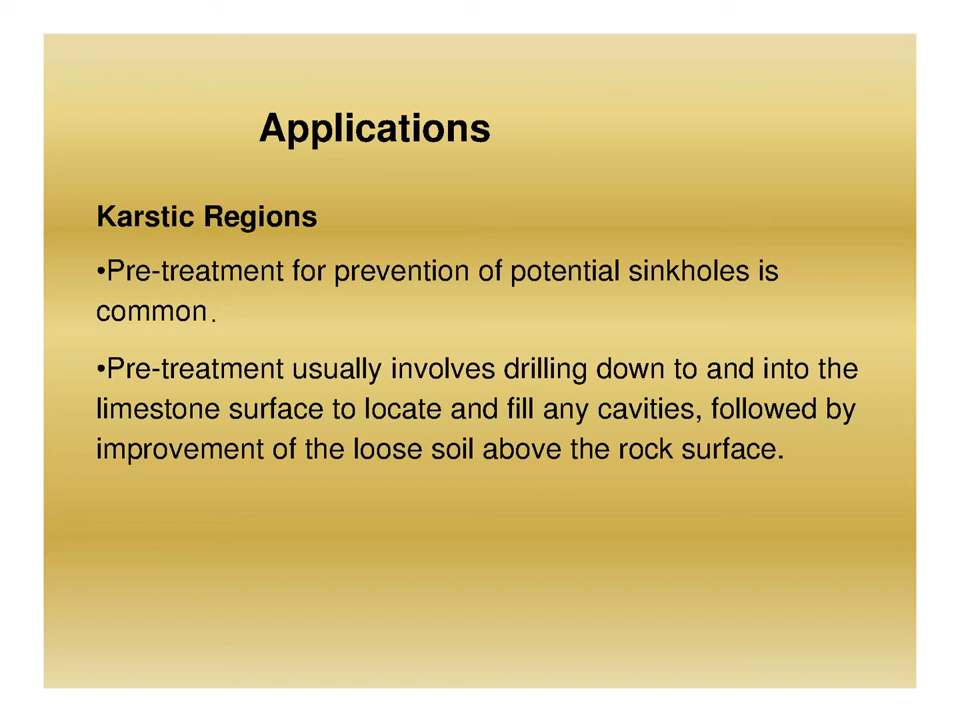 Applications
Karstic Regions
•Pre-treatment for prevention of potential sinkholes is
common.
•Pre-treatment usually involves drilling down to and into the
limestone surface to locate and fill any cavities, followed by
improvement of the loose soil above the rock surface.